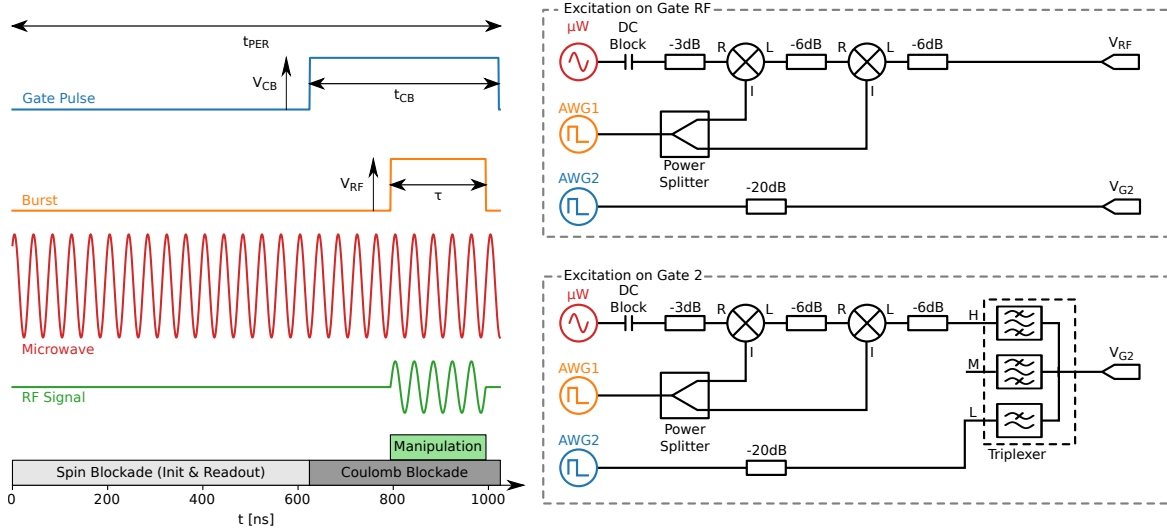 t_PER
V_CB
t_CB
Gate Pulse
V_RF
τ
Burst
Microwave
RF Signal
Manipulation
Spin Blockade (Init & Readout)
Coulomb Blockade
0
200
400
600
800
1000
t [ns]
Excitation on Gate RF
μW
DC
Block
-3dB
R
L
-6dB
R
L
-6dB
V_RF
I
I
AWG1
Power
Splitter
AWG2
-20dB
V_G2
Excitation on Gate 2
μW
DC
Block
-3dB
R
L
-6dB
R
L
-6dB
H
I
I
M
V_G2
AWG1
Power
Splitter
L
AWG2
-20dB
Triplexer